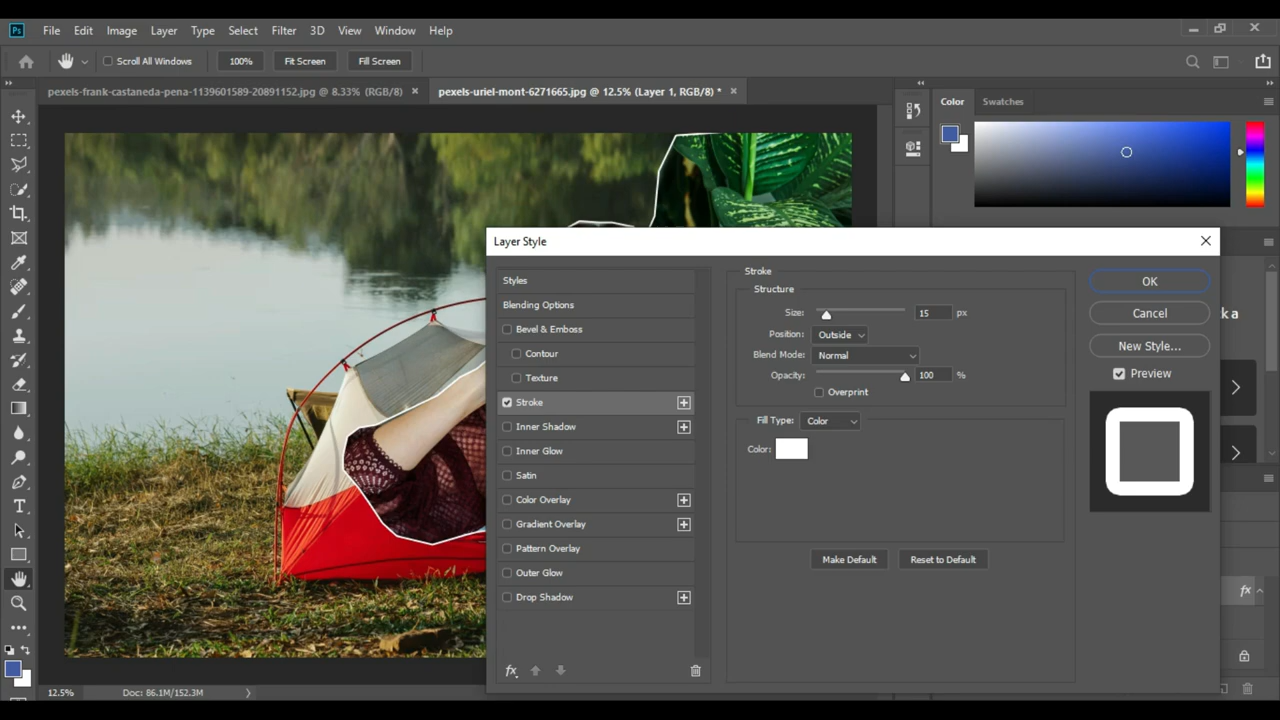 Ps File Edit Image Layer Type Select Filter 3D View Window Help
Scroll All Windows 100% Fit Screen Fill Screen
pexels-frank-castaneda-pena-1139601589-20891152.jpg @ 8.33% (RGB/8) × pexels-uriel-mont-6271665.jpg @ 12.5% (Layer 1, RGB/8) * ×
Color Swatches
Layer Style
Styles
Blending Options
Bevel & Emboss
Contour
Texture
Stroke
Inner Shadow
Inner Glow
Satin
Color Overlay
Gradient Overlay
Pattern Overlay
Outer Glow
Drop Shadow
fx
Stroke
Structure
Size: 15 px
Position: Outside
Blend Mode: Normal
Opacity: 100 %
Overprint
Fill Type: Color
Color:
Make Default Reset to Default
OK
Cancel
New Style...
Preview
ka
fx
12.5% Doc: 86.1M/152.3M